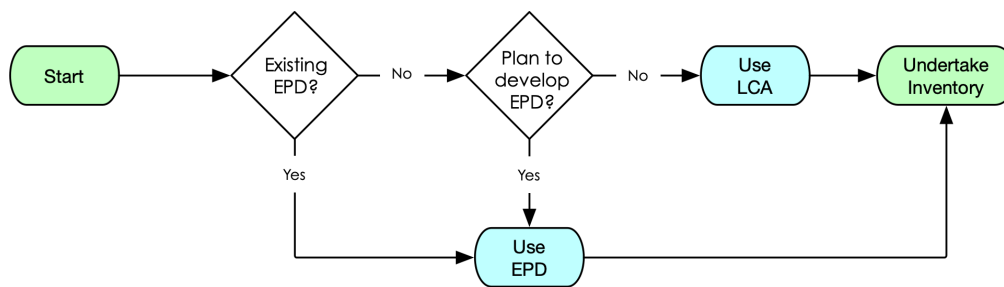 Start
Existing
EPD?
No
Plan to
develop
EPD?
No
Use
LCA
Undertake
Inventory
Yes
Yes
Use
EPD